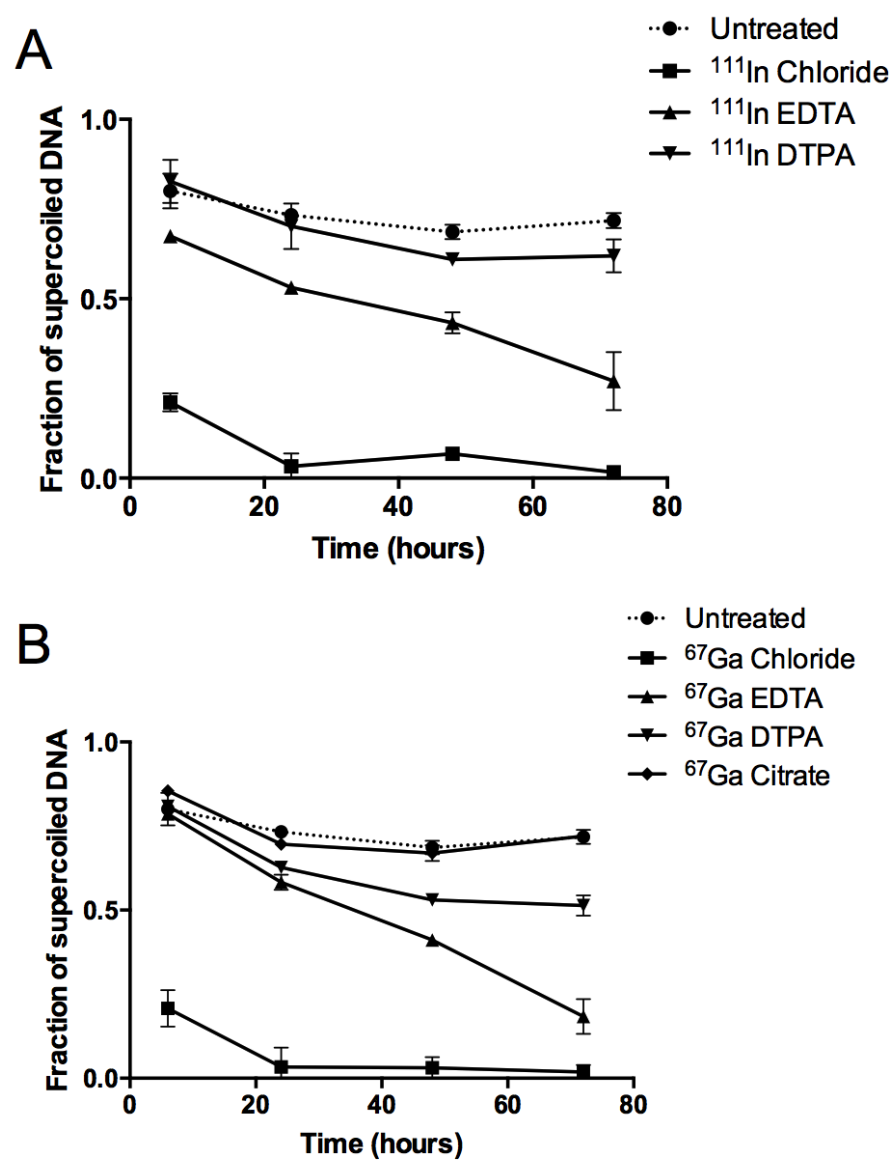 A
Untreated
¹¹¹In Chloride
¹¹¹In EDTA
¹¹¹In DTPA
Fraction of supercoiled DNA
1.0
0.5
0.0
0 20 40 60 80
Time (hours)
B
Untreated
⁶⁷Ga Chloride
⁶⁷Ga EDTA
⁶⁷Ga DTPA
⁶⁷Ga Citrate
Fraction of supercoiled DNA
1.0
0.5
0.0
0 20 40 60 80
Time (hours)